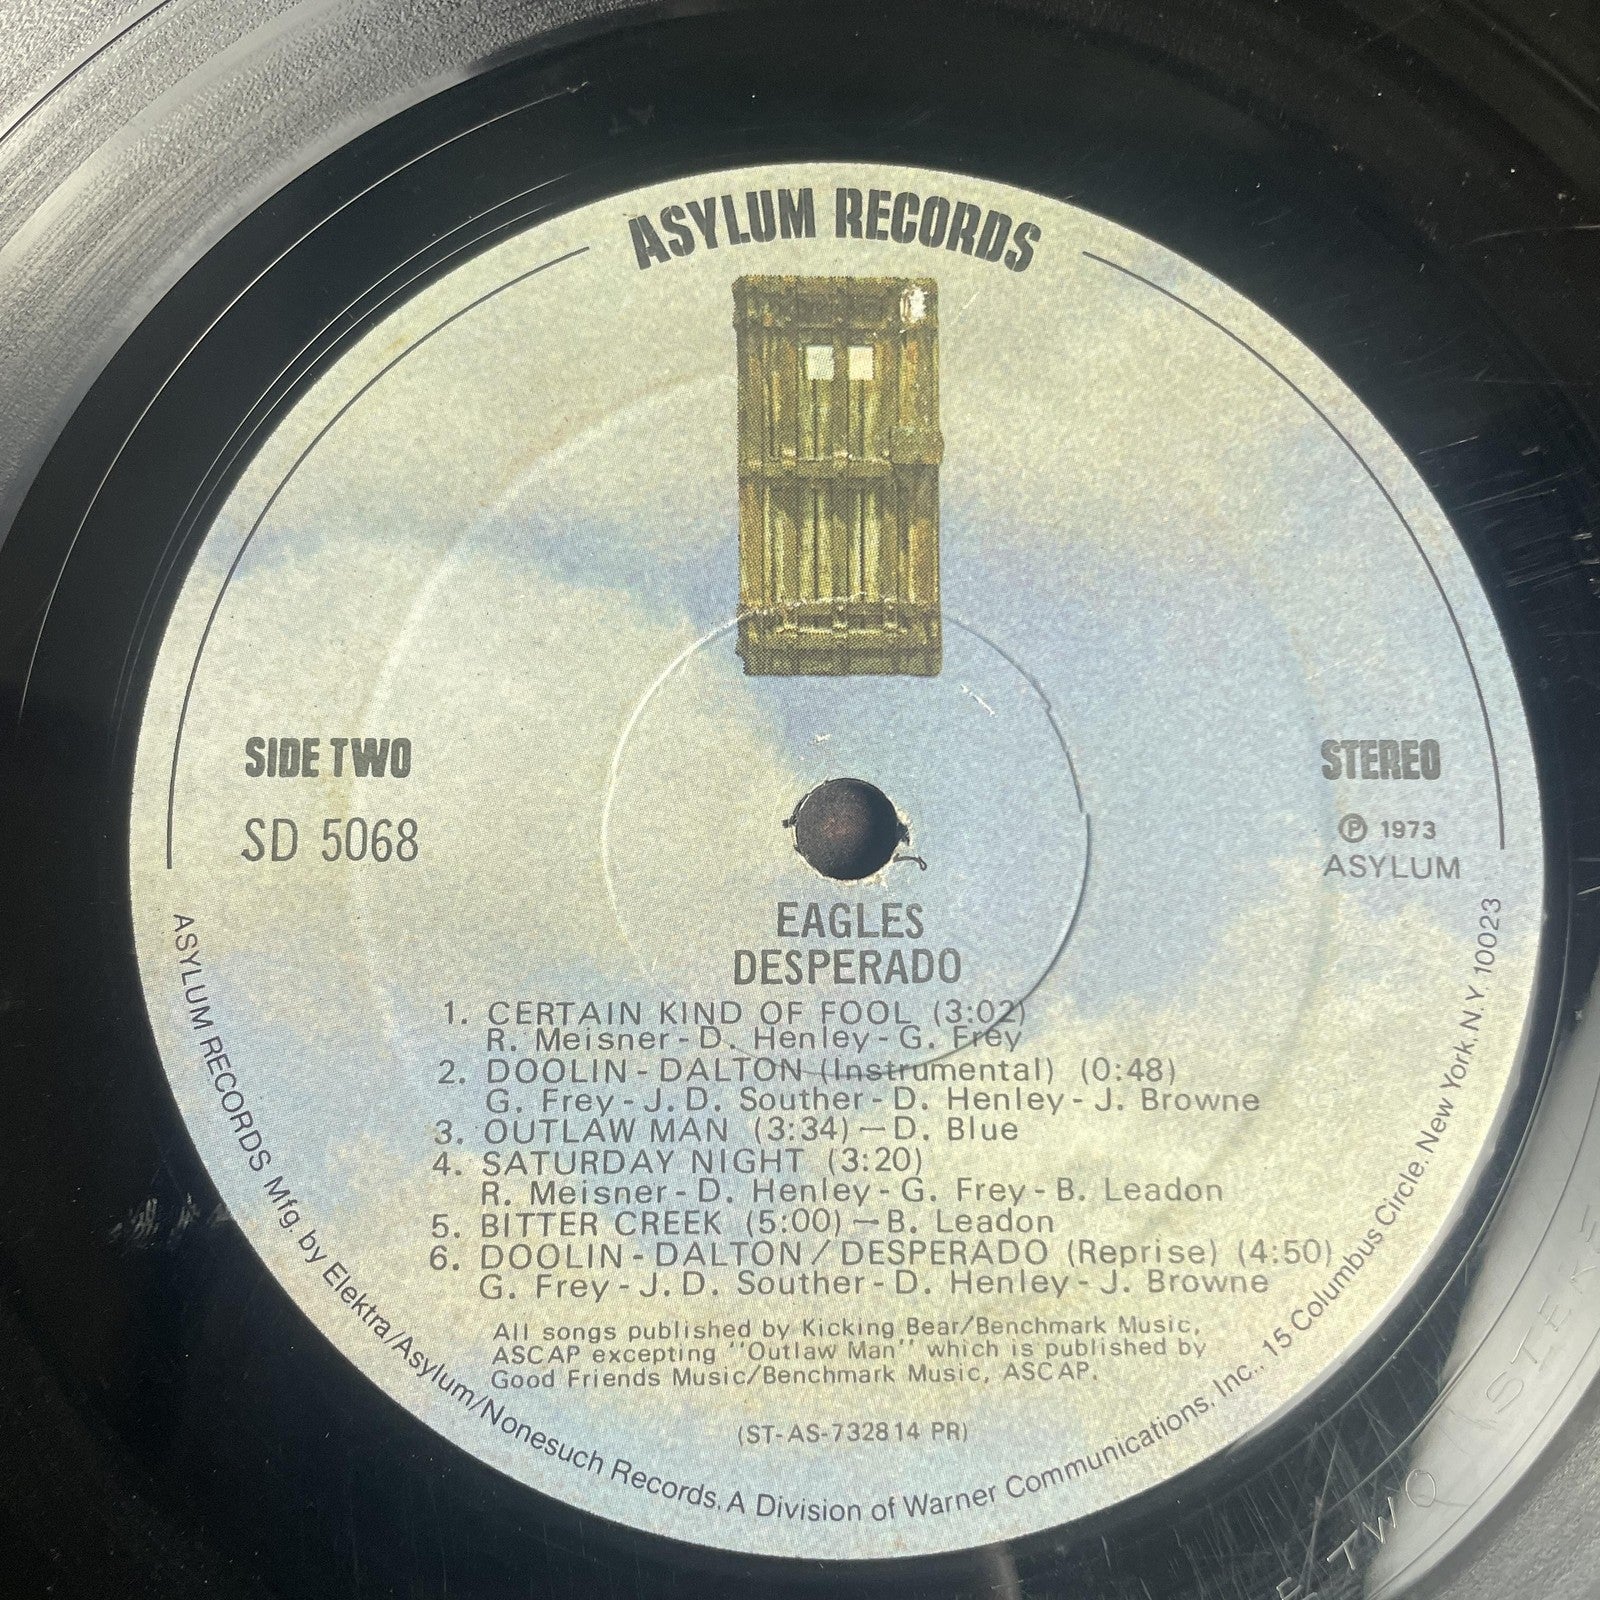 ASYLUM RECORDS
SIDE TWO
SD 5068
STEREO
Ⓟ 1973
ASYLUM
EAGLES
DESPERADO
1. CERTAIN KIND OF FOOL (3:02)
R. Meisner - D. Henley - G. Frey
2. DOOLIN - DALTON (Instrumental) (0:48)
G. Frey - J. D. Souther - D. Henley - J. Browne
3. OUTLAW MAN (3:34) — D. Blue
4. SATURDAY NIGHT (3:20)
R. Meisner - D. Henley - G. Frey - B. Leadon
5. BITTER CREEK (5:00) — B. Leadon
6. DOOLIN - DALTON / DESPERADO (Reprise) (4:50)
G. Frey - J. D. Souther - D. Henley - J. Browne
All songs published by Kicking Bear/Benchmark Music,
ASCAP excepting "Outlaw Man" which is published by
Good Friends Music/Benchmark Music, ASCAP.
(ST-AS-732814 PR)
ASYLUM RECORDS Mfg. by Elektra/Asylum/Nonesuch Records. A Division of Warner Communications. Inc., 15 Columbus Circle. New York, N.Y. 10023
TWO